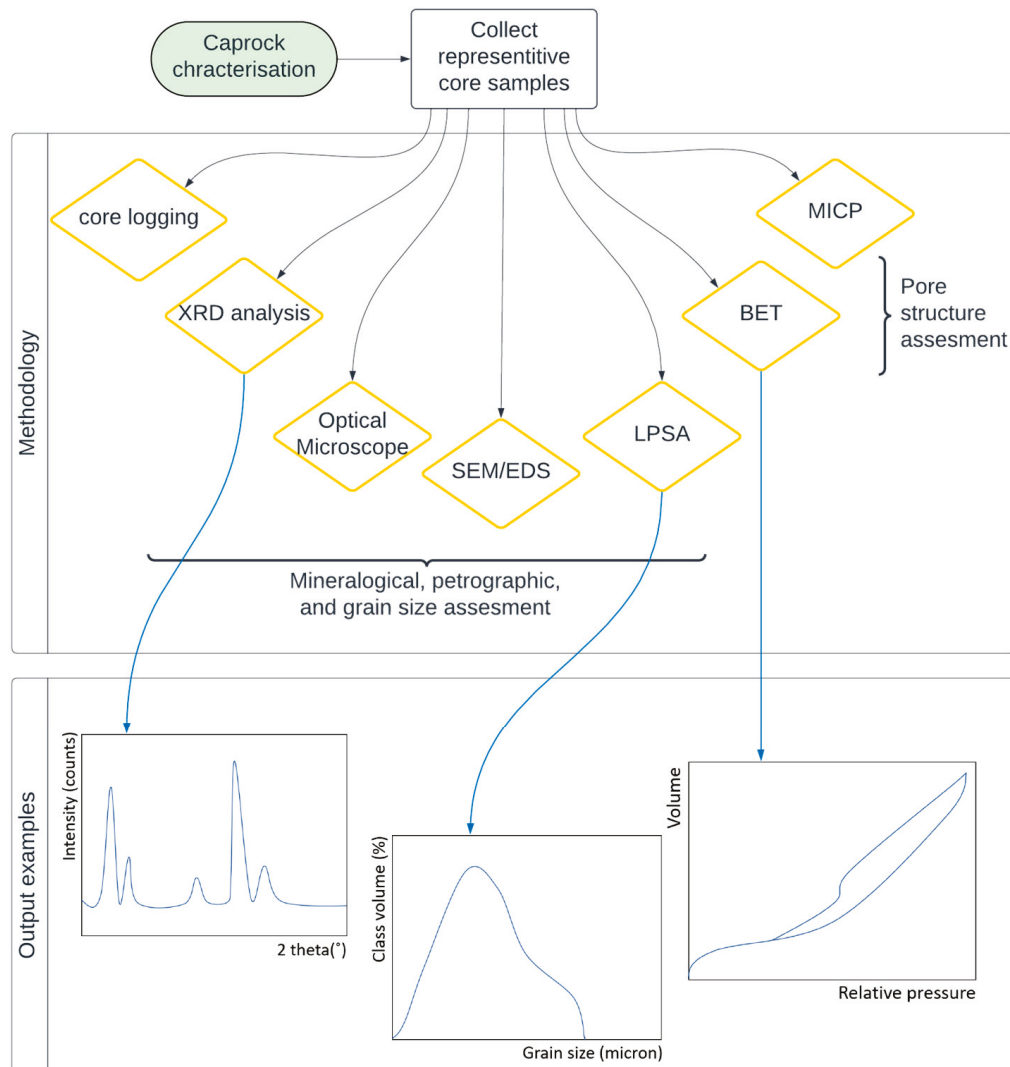 Caprock
chracterisation
Collect
representitive
core samples
Methodology
core logging
MICP
XRD analysis
BET
Pore
structure
assesment
Optical
Microscope
SEM/EDS
LPSA
Mineralogical, petrographic,
and grain size assesment
Output examples
Intensity (counts)
2 theta(°)
Class volume (%)
Grain size (micron)
Volume
Relative pressure